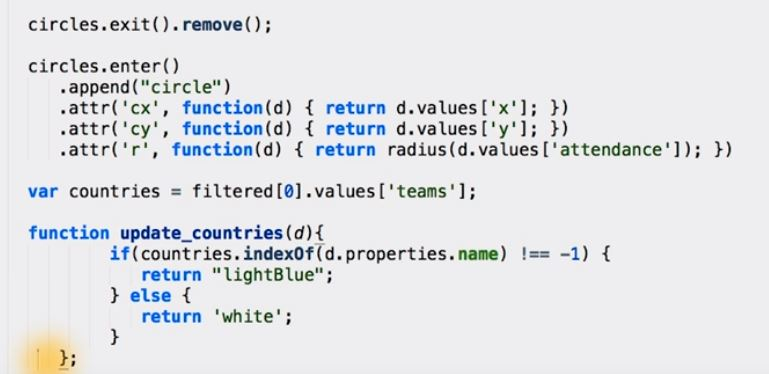 circles.exit().remove();
circles.enter()
.append("circle")
.attr('cx', function(d) { return d.values['x']; })
.attr('cy', function(d) { return d.values['y']; })
.attr('r', function(d) { return radius(d.values['attendance']); })
var countries = filtered[0].values['teams'];
function update_countries(d){
if(countries.indexOf(d.properties.name) !== -1) {
return "lightBlue";
} else {
return 'white';
}
};